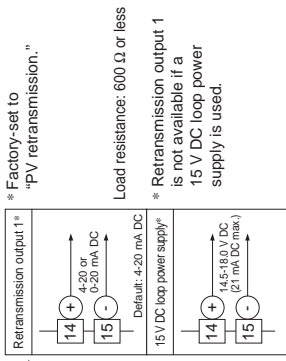 Retransmission output 1*
14
+
4-20 or
0-20 mA DC
15
-
Default: 4-20 mA DC
15 V DC loop power supply*
14
+
14.5-18.0 V DC
(21 mA DC max.)
15
-
* Factory-set to
"PV retransmission."
Load resistance: 600 Ω or less
* Retransmission output 1
is not available if a
15 V DC loop power
supply is used.